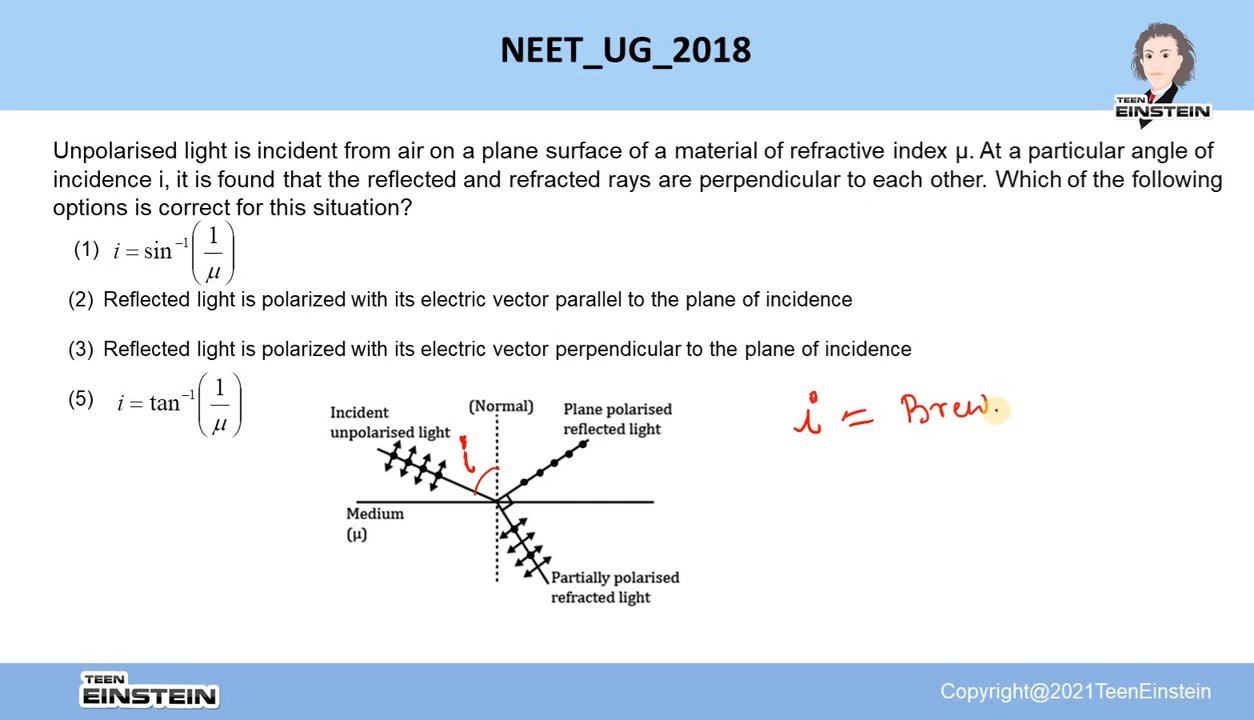 NEET_UG_2018
TEEN
EINSTEIN
Unpolarised light is incident from air on a plane surface of a material of refractive index μ. At a particular angle of
incidence i, it is found that the reflected and refracted rays are perpendicular to each other. Which of the following
options is correct for this situation?
(1) i = sin⁻¹(1/μ)
(2) Reflected light is polarized with its electric vector parallel to the plane of incidence
(3) Reflected light is polarized with its electric vector perpendicular to the plane of incidence
(5) i = tan⁻¹(1/μ)
Incident
unpolarised light
(Normal)
Plane polarised
reflected light
i
i = Brew.
Medium
(μ)
Partially polarised
refracted light
TEEN
EINSTEIN
Copyright@2021TeenEinstein